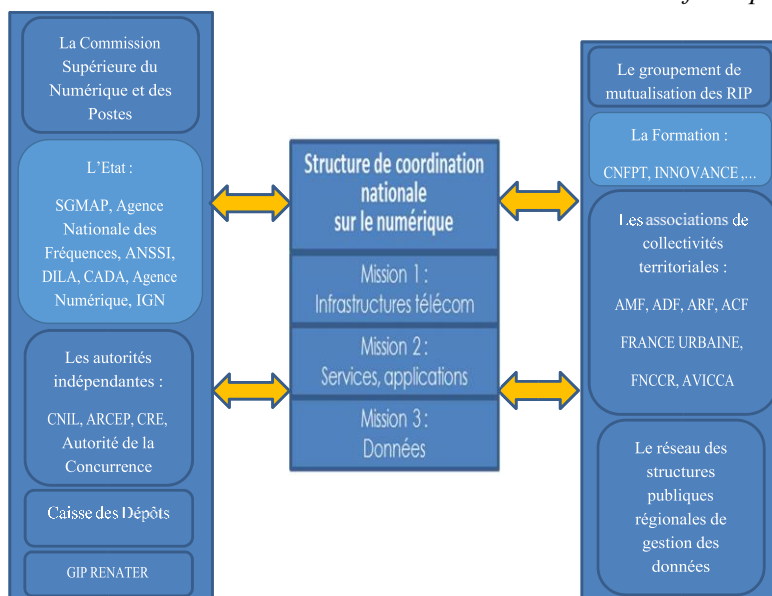 La Commission
Supérieure du
Numérique et des
Postes
L'Etat :
SGMAP, Agence
Nationale des
Fréquences, ANSSI,
DILA, CADA, Agence
Numérique, IGN
Les autorités
indépendantes :
CNIL, ARCEP, CRE,
Autorité de la
Concurrence
Caisse des Dépôts
GIP RENATER
Structure de coordination
nationale
sur le numérique
Mission 1 :
Infrastructures télécom
Mission 2 :
Services, applications
Mission 3 :
Données
Le groupement de
mutualisation des RIP
La Formation :
CNFPT, INNOVANCE ,...
Les associations de
collectivités
territoriales :
AMF, ADF, ARF, ACF
FRANCE URBAINE,
FNCCR, AVICCA
Le réseau des
structures
publiques
régionales de
gestion des
données